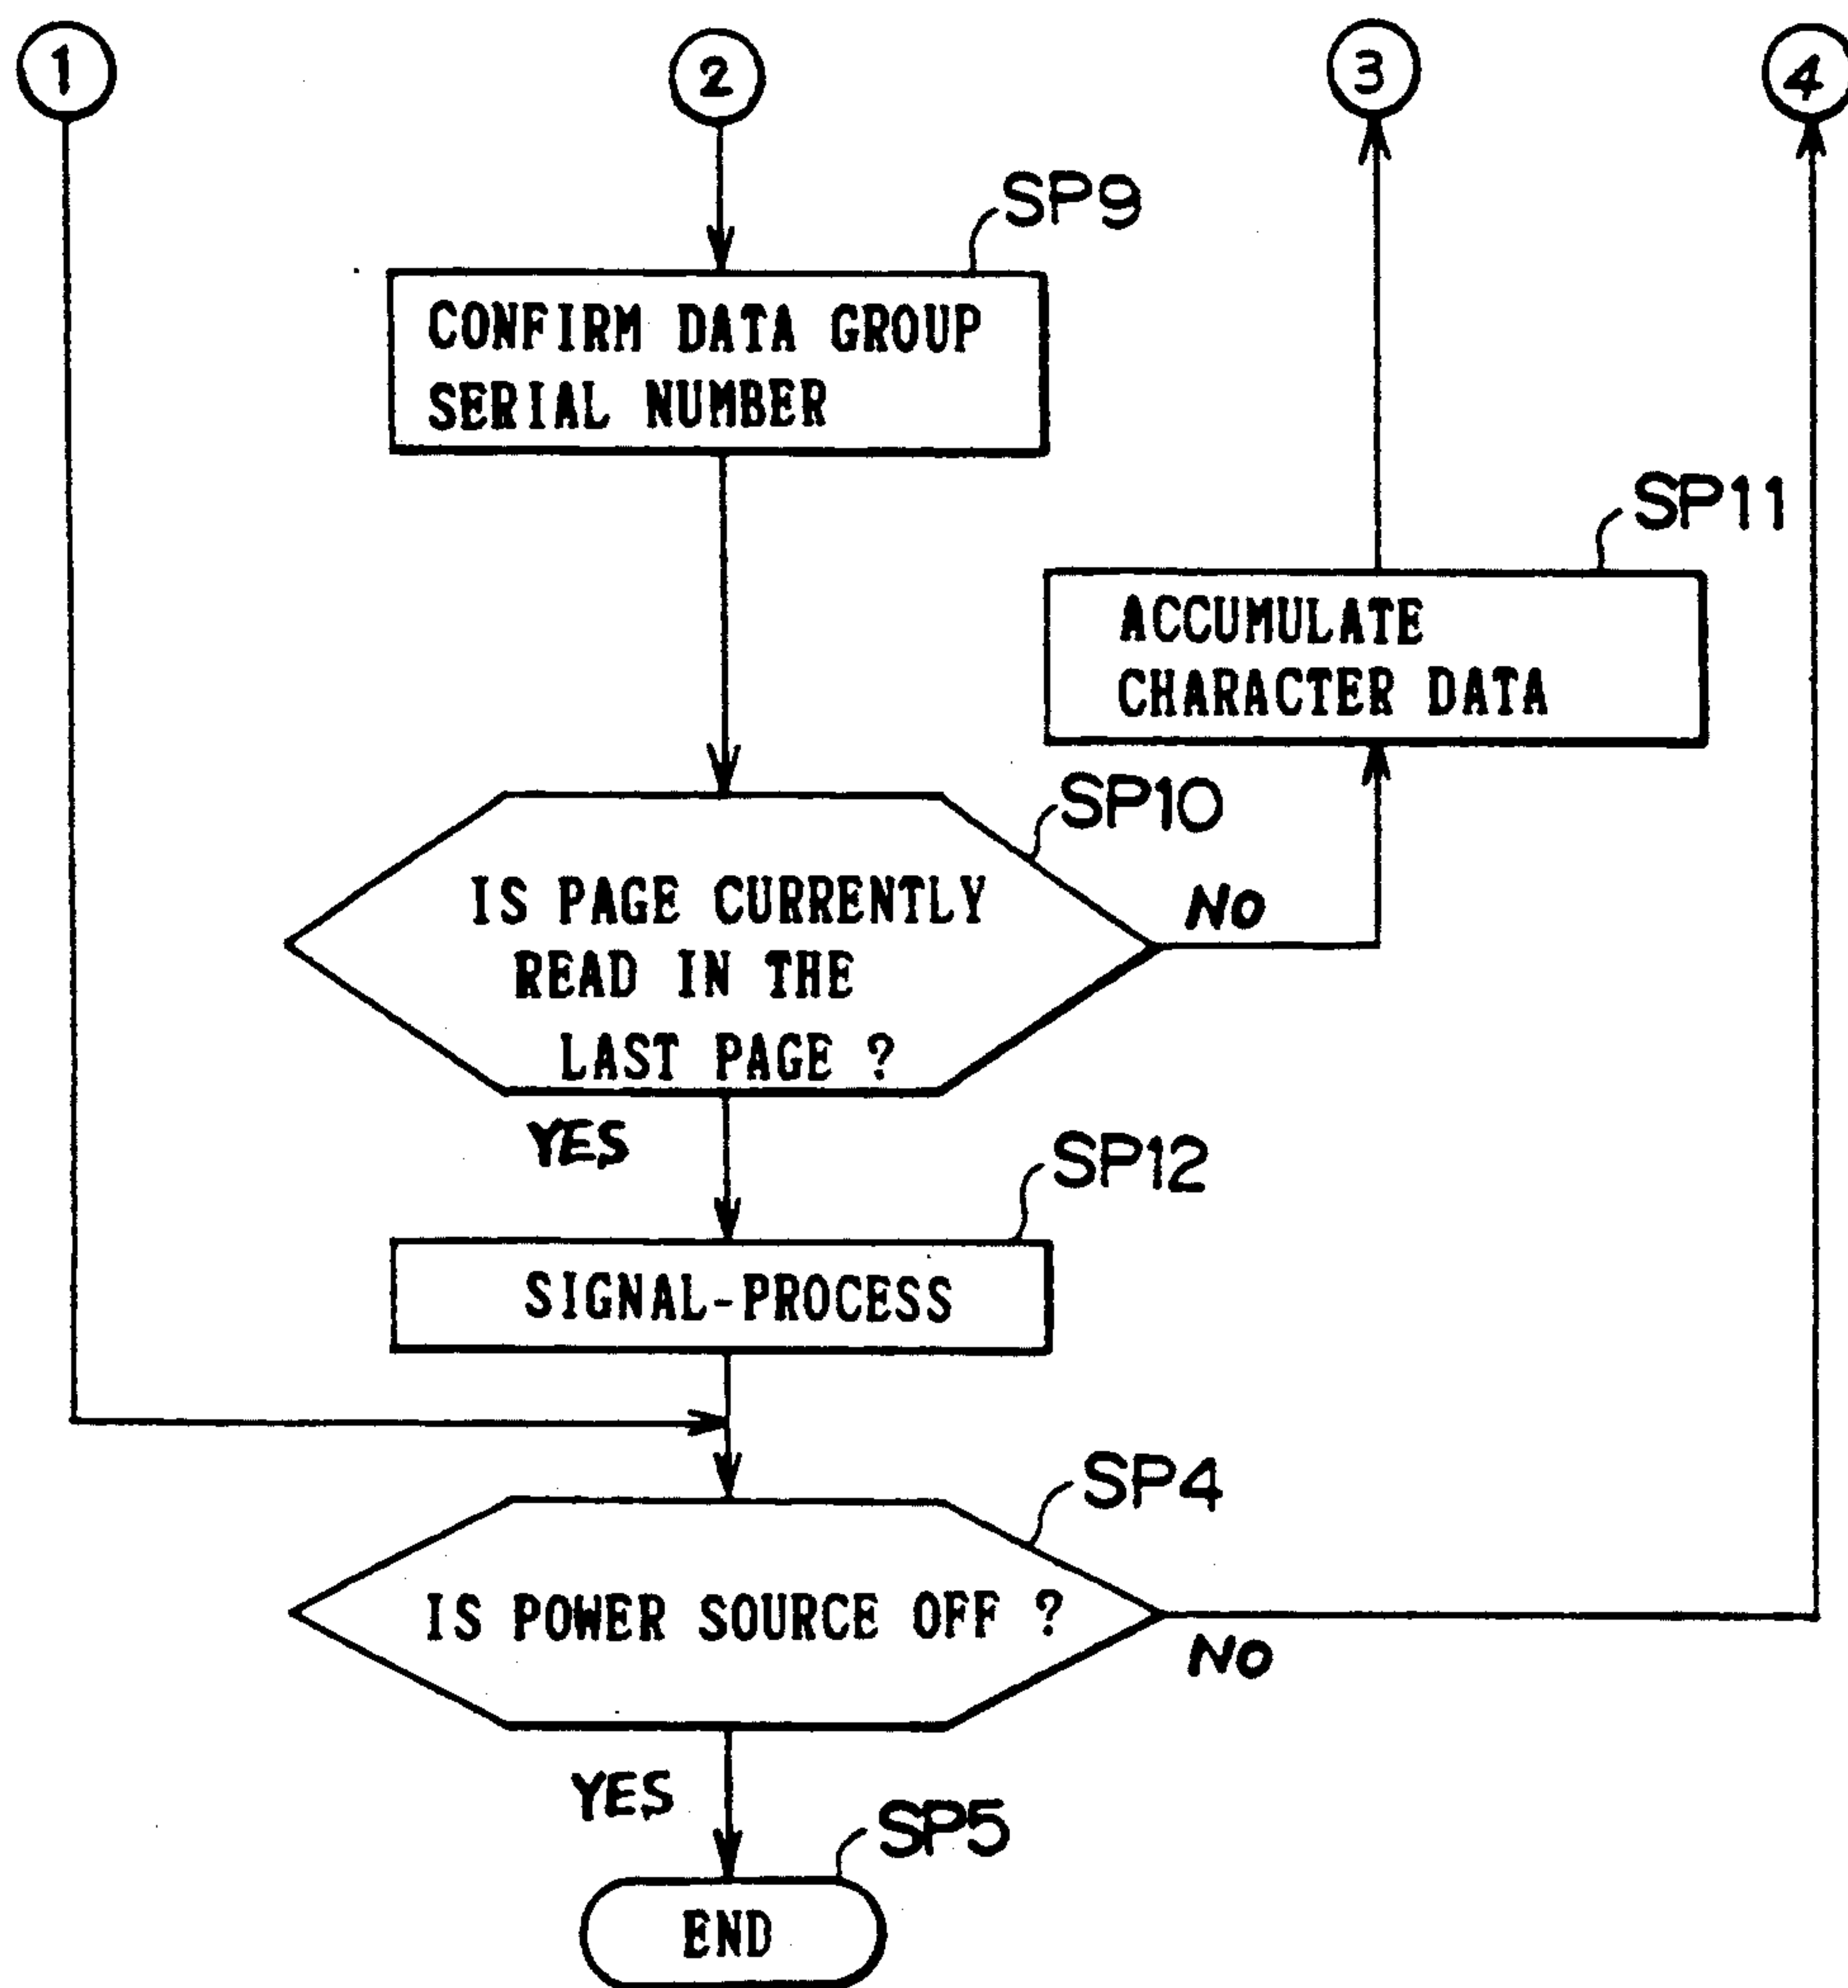 1
2
3
4
SP9
CONFIRM DATA GROUP
SERIAL NUMBER
SP11
ACCUMULATE
CHARACTER DATA
SP10
IS PAGE CURRENTLY
READ IN THE
LAST PAGE ?
NO
YES
SP12
SIGNAL-PROCESS
SP4
IS POWER SOURCE OFF ?
NO
YES
SP5
END